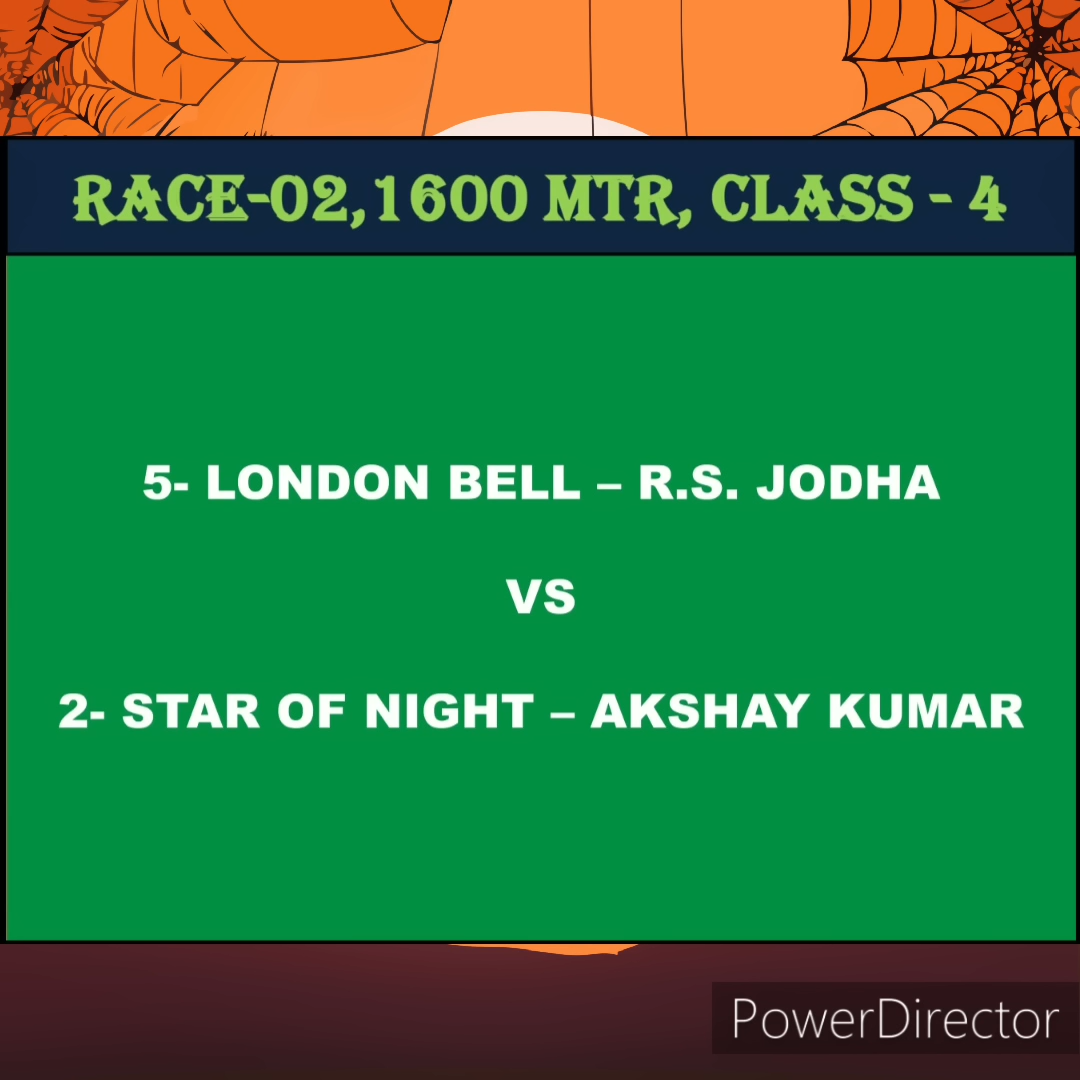 RACE-02,1600 MTR, CLASS - 4
5- LONDON BELL – R.S. JODHA
VS
2- STAR OF NIGHT – AKSHAY KUMAR
PowerDirector